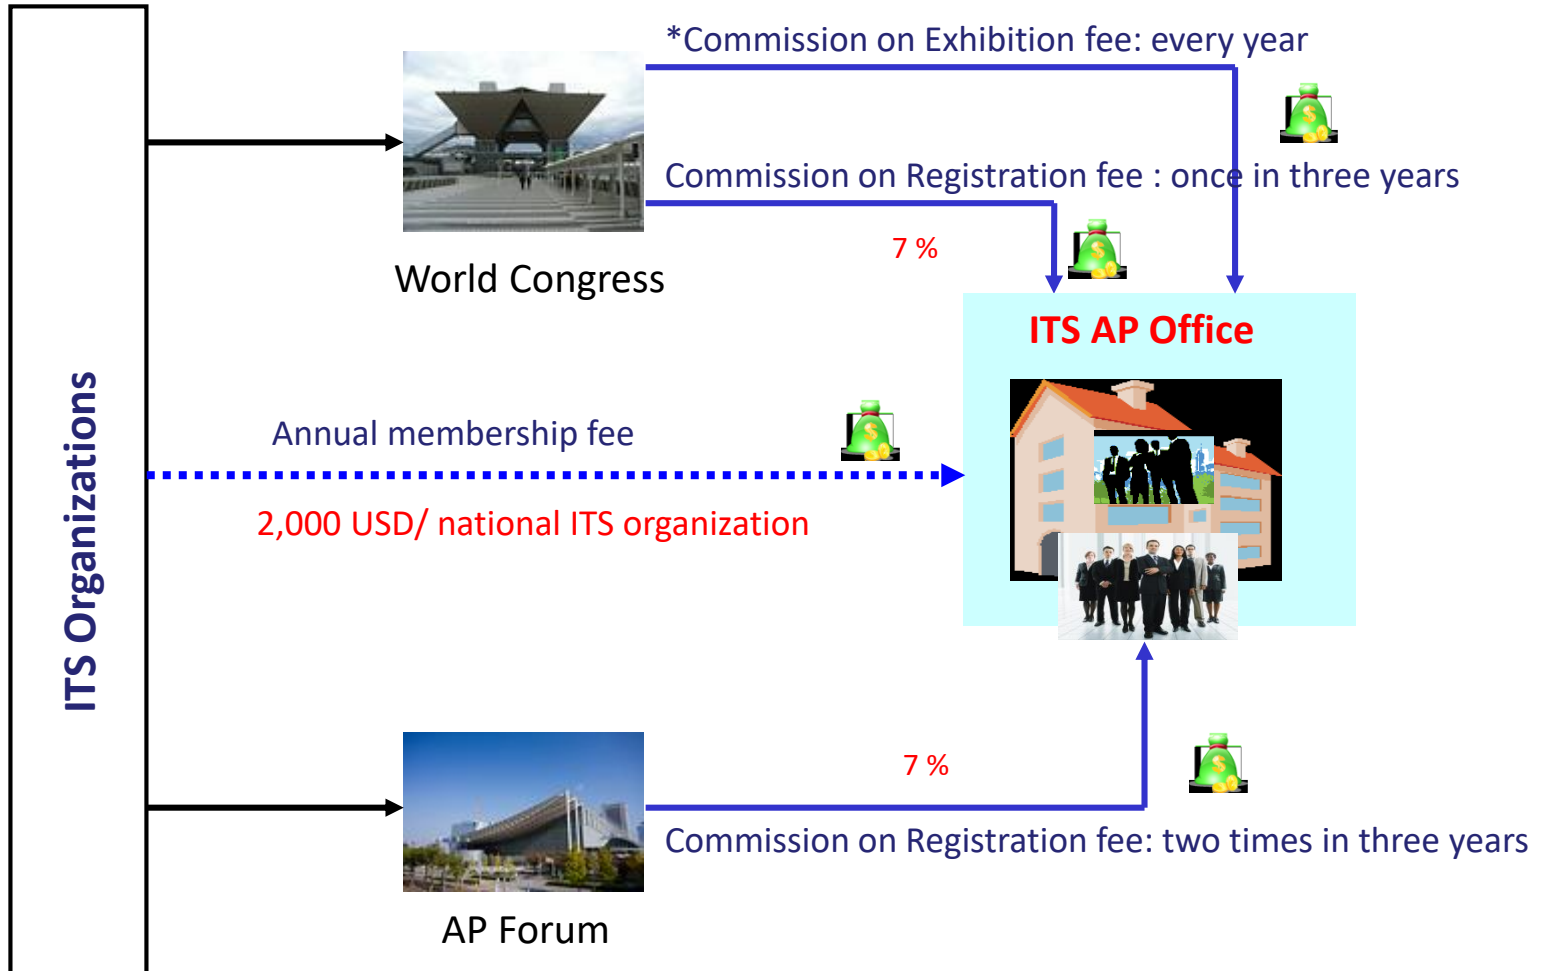 *Commission on Exhibition fee: every year
Commission on Registration fee : once in three years
7 %
World Congress
ITS AP Office
ITS Organizations
Annual membership fee
2,000 USD/ national ITS organization
7 %
Commission on Registration fee: two times in three years
AP Forum